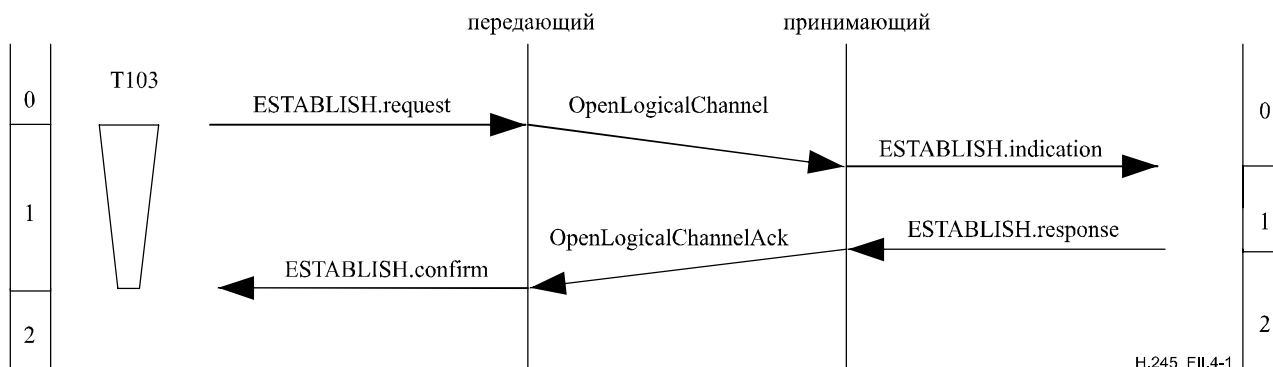 передающий
принимающий
T103
0
ESTABLISH.request
OpenLogicalChannel
0
ESTABLISH.indication
1
OpenLogicalChannelAck
ESTABLISH.response
1
ESTABLISH.confirm
2
2
H.245_FII.4-1